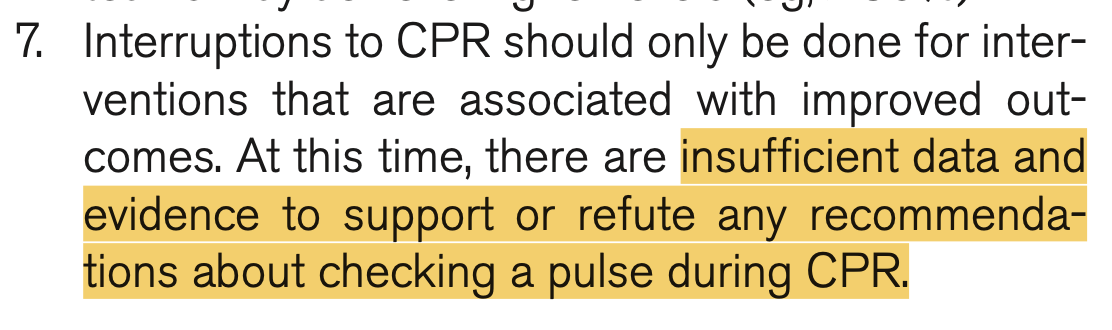 7. Interruptions to CPR should only be done for inter-
ventions that are associated with improved out-
comes. At this time, there are insufficient data and
evidence to support or refute any recommenda-
tions about checking a pulse during CPR.